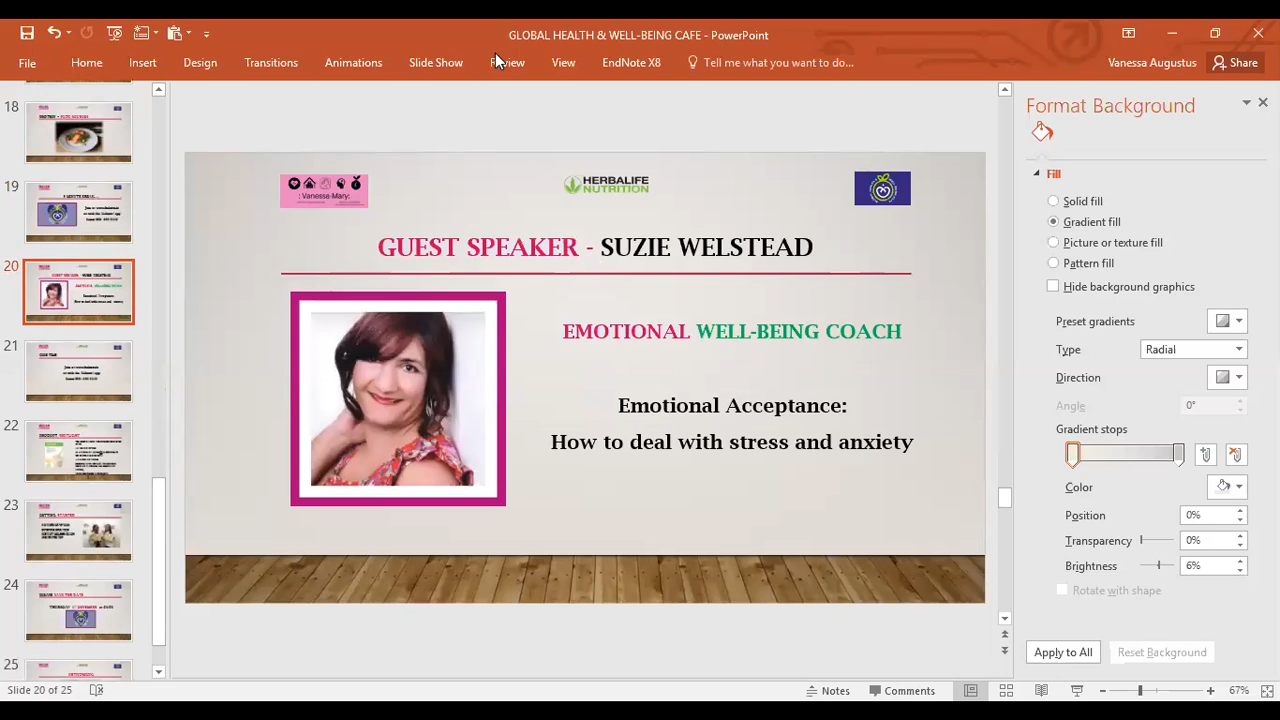 GLOBAL HEALTH & WELL-BEING CAFE - PowerPoint
File Home Insert Design Transitions Animations Slide Show Review View EndNote X8 Tell me what you want to do... Vanessa Augustus Share
18
19
20
21
22
23
24
25
: Vanessa Mary:
HERBALIFE
NUTRITION
GUEST SPEAKER - SUZIE WELSTEAD
EMOTIONAL WELL-BEING COACH
Emotional Acceptance:
How to deal with stress and anxiety
Format Background
Fill
Solid fill
Gradient fill
Picture or texture fill
Pattern fill
Hide background graphics
Preset gradients
Type Radial
Direction
Angle 0°
Gradient stops
Color
Position 0%
Transparency 0%
Brightness 6%
Rotate with shape
Apply to All Reset Background
Slide 20 of 25 Notes Comments 67%